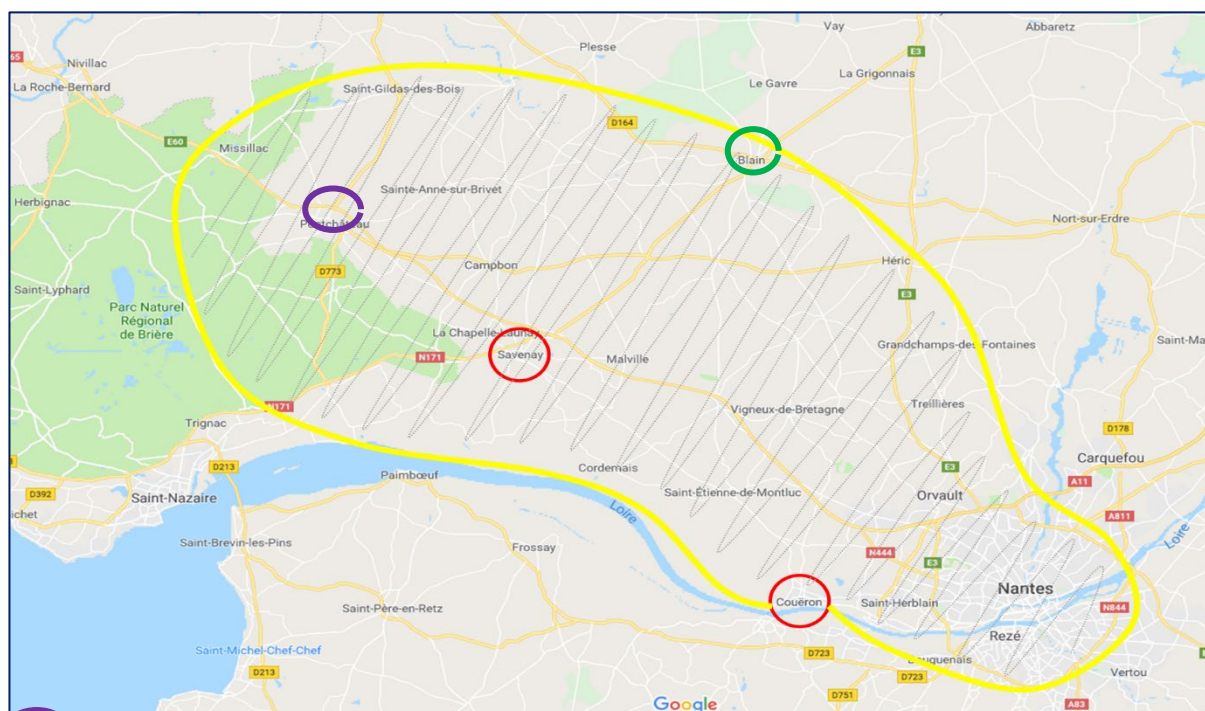 Vay
Abbaretz
E3
Plesse
Nivillac
La Grigonnais
La Roche-Bernard
Saint-Gildas-des-Bois
Le Gavre
D164
E60
Missillac
Blain
Sainte-Anne-sur-Brivet
Herbignac
Nort-sur-Erdre
Pontchâteau
Héric
Campbon
D773
Saint-Lyphard
E3
Parc Naturel
Régional
de Brière
La Chapelle-Launay
Grandchamps-des Fontaines
N171
Savenay
Malville
N171
Vigneux-de-Bretagne
Treillières
Trignac
D178
Carquefou
D213
Paimbœuf
Cordemais
E3
A11
D392
Saint-Nazaire
Saint-Étienne-de-Montluc
Orvault
Loire
A811
Saint-Brevin-les-Pins
Frossay
N444
Loire
E3
Nantes
Couëron
Saint-Herblain
Saint-Père-en-Retz
N844
Rezé
Saint-Michel-Chef-Chef
D723
Bouguenais
D213
D723
Vertou
D751
A83
Google